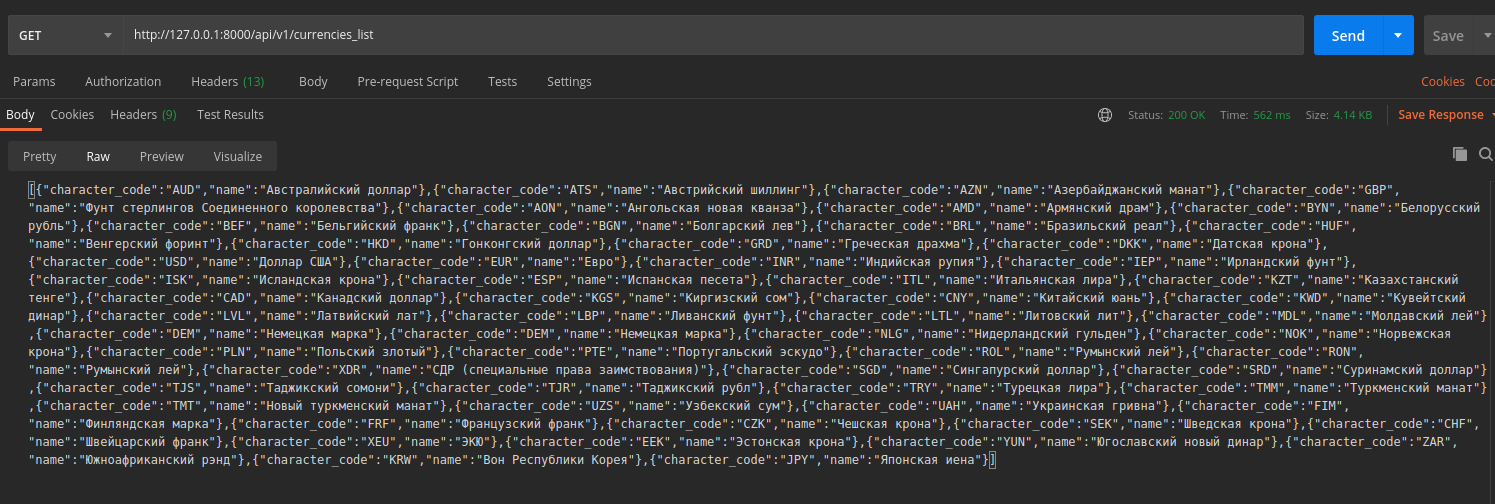 GET http://127.0.0.1:8000/api/v1/currencies_list Send Save
Params Authorization Headers (13) Body Pre-request Script Tests Settings Cookies Coc
Body Cookies Headers (9) Test Results Status: 200 OK Time: 562 ms Size: 4.14 KB Save Response
Pretty Raw Preview Visualize
[{"character_code":"AUD","name":"Австралийский доллар"},{"character_code":"ATS","name":"Австрийский шиллинг"},{"character_code":"AZN","name":"Азербайджанский манат"},{"character_code":"GBP",
"name":"Фунт стерлингов Соединенного королевства"},{"character_code":"AON","name":"Ангольская новая кванза"},{"character_code":"AMD","name":"Армянский драм"},{"character_code":"BYN","name":"Белорусский
рубль"},{"character_code":"BEF","name":"Бельгийский франк"},{"character_code":"BGN","name":"Болгарский лев"},{"character_code":"BRL","name":"Бразильский реал"},{"character_code":"HUF",
"name":"Венгерский форинт"},{"character_code":"HKD","name":"Гонконгский доллар"},{"character_code":"GRD","name":"Греческая драхма"},{"character_code":"DKK","name":"Датская крона"},
{"character_code":"USD","name":"Доллар США"},{"character_code":"EUR","name":"Евро"},{"character_code":"INR","name":"Индийская рупия"},{"character_code":"IEP","name":"Ирландский фунт"},
{"character_code":"ISK","name":"Исландская крона"},{"character_code":"ESP","name":"Испанская песета"},{"character_code":"ITL","name":"Итальянская лира"},{"character_code":"KZT","name":"Казахстанский
тенге"},{"character_code":"CAD","name":"Канадский доллар"},{"character_code":"KGS","name":"Киргизский сом"},{"character_code":"CNY","name":"Китайский юань"},{"character_code":"KWD","name":"Кувейтский
динар"},{"character_code":"LVL","name":"Латвийский лат"},{"character_code":"LBP","name":"Ливанский фунт"},{"character_code":"LTL","name":"Литовский лит"},{"character_code":"MDL","name":"Молдавский лей"}
,{"character_code":"DEM","name":"Немецкая марка"},{"character_code":"DEM","name":"Немецкая марка"},{"character_code":"NLG","name":"Нидерландский гульден"},{"character_code":"NOK","name":"Норвежская
крона"},{"character_code":"PLN","name":"Польский злотый"},{"character_code":"PTE","name":"Португальский эскудо"},{"character_code":"ROL","name":"Румынский лей"},{"character_code":"RON",
"name":"Румынский лей"},{"character_code":"XDR","name":"СДР (специальные права заимствования)"},{"character_code":"SGD","name":"Сингапурский доллар"},{"character_code":"SRD","name":"Суринамский доллар"}
,{"character_code":"TJS","name":"Таджикский сомони"},{"character_code":"TJR","name":"Таджикский рубл"},{"character_code":"TRY","name":"Турецкая лира"},{"character_code":"TMM","name":"Туркменский манат"}
,{"character_code":"TMT","name":"Новый туркменский манат"},{"character_code":"UZS","name":"Узбекский сум"},{"character_code":"UAH","name":"Украинская гривна"},{"character_code":"FIM",
"name":"Финляндская марка"},{"character_code":"FRF","name":"Французский франк"},{"character_code":"CZK","name":"Чешская крона"},{"character_code":"SEK","name":"Шведская крона"},{"character_code":"CHF",
"name":"Швейцарский франк"},{"character_code":"XEU","name":"ЭКЮ"},{"character_code":"EEK","name":"Эстонская крона"},{"character_code":"YUN","name":"Югославский новый динар"},{"character_code":"ZAR",
"name":"Южноафриканский рэнд"},{"character_code":"KRW","name":"Вон Республики Корея"},{"character_code":"JPY","name":"Японская иена"}]